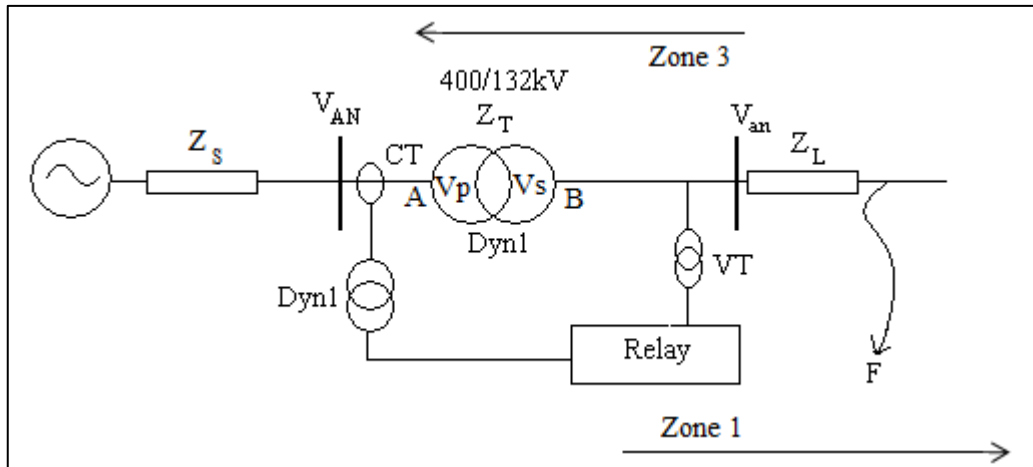 Zone 3
400/132kV
V_AN
Z_T
V_an
Z_S
CT
Z_L
A
Vp
Vs
B
Dyn1
VT
Dyn1
Relay
F
Zone 1